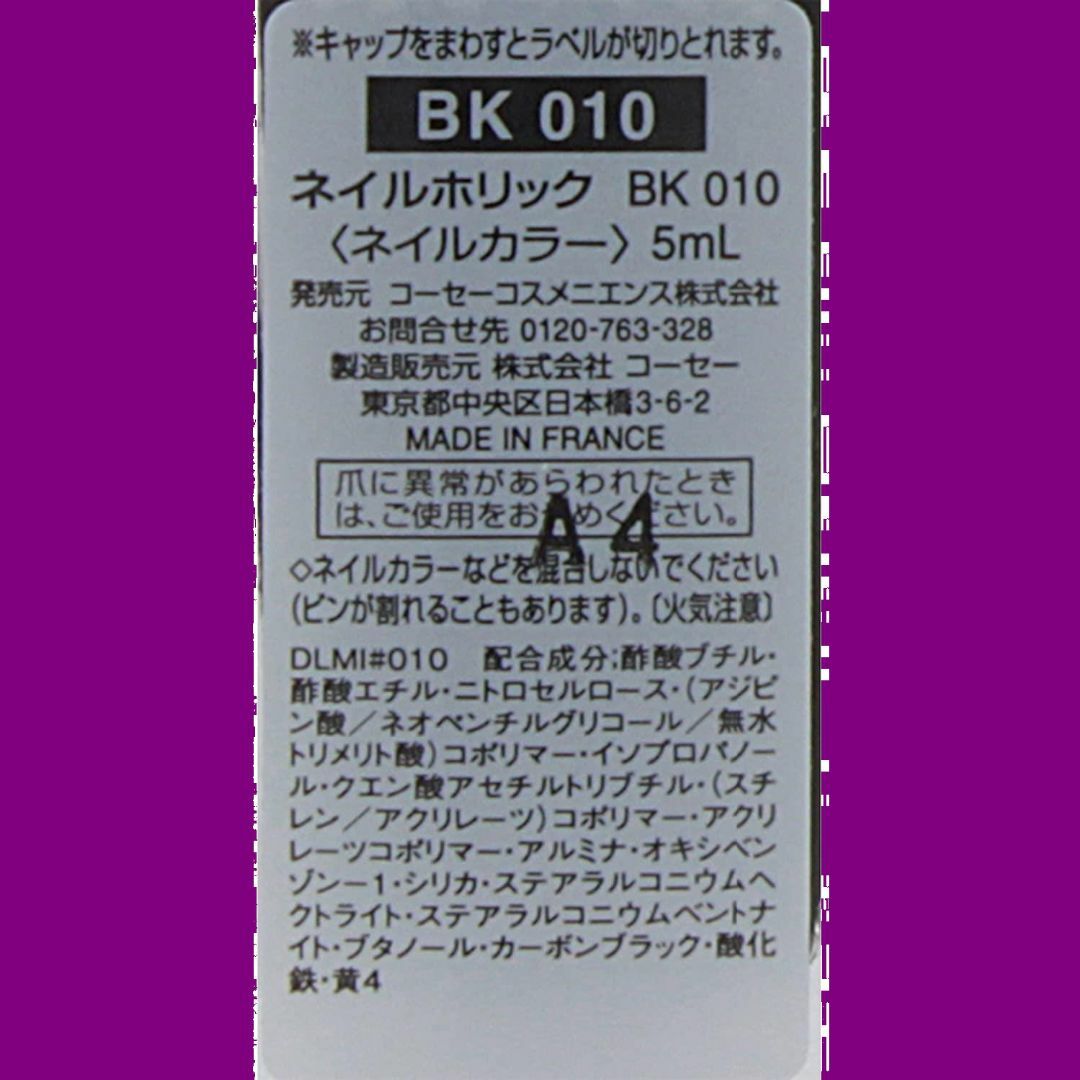 ※キャップをまわすとラベルが切りとれます。
BK 010
ネイルホリック BK 010
〈ネイルカラー〉5mL
発売元 コーセーコスメニエンス株式会社
お問合せ先 0120-763-328
製造販売元 株式会社 コーセー
東京都中央区日本橋3-6-2
MADE IN FRANCE
爪に異常があらわれたとき
は、ご使用をおやめください。
A4
◇ネイルカラーなどを混合しないでください
(ビンが割れることもあります)。〔火気注意〕
DLMI#010 配合成分;酢酸ブチル・
酢酸エチル・ニトロセルロース・(アジピ
ン酸/ネオペンチルグリコール/無水
トリメリト酸)コポリマー・イソプロパノー
ル・クエン酸アセチルトリブチル・(スチ
レン/アクリレーツ)コポリマー・アクリ
レーツコポリマー・アルミナ・オキシベン
ゾン-1・シリカ・ステアラルコニウムヘ
クトライト・ステアラルコニウムベントナ
イト・ブタノール・カーボンブラック・酸化
鉄・黄4